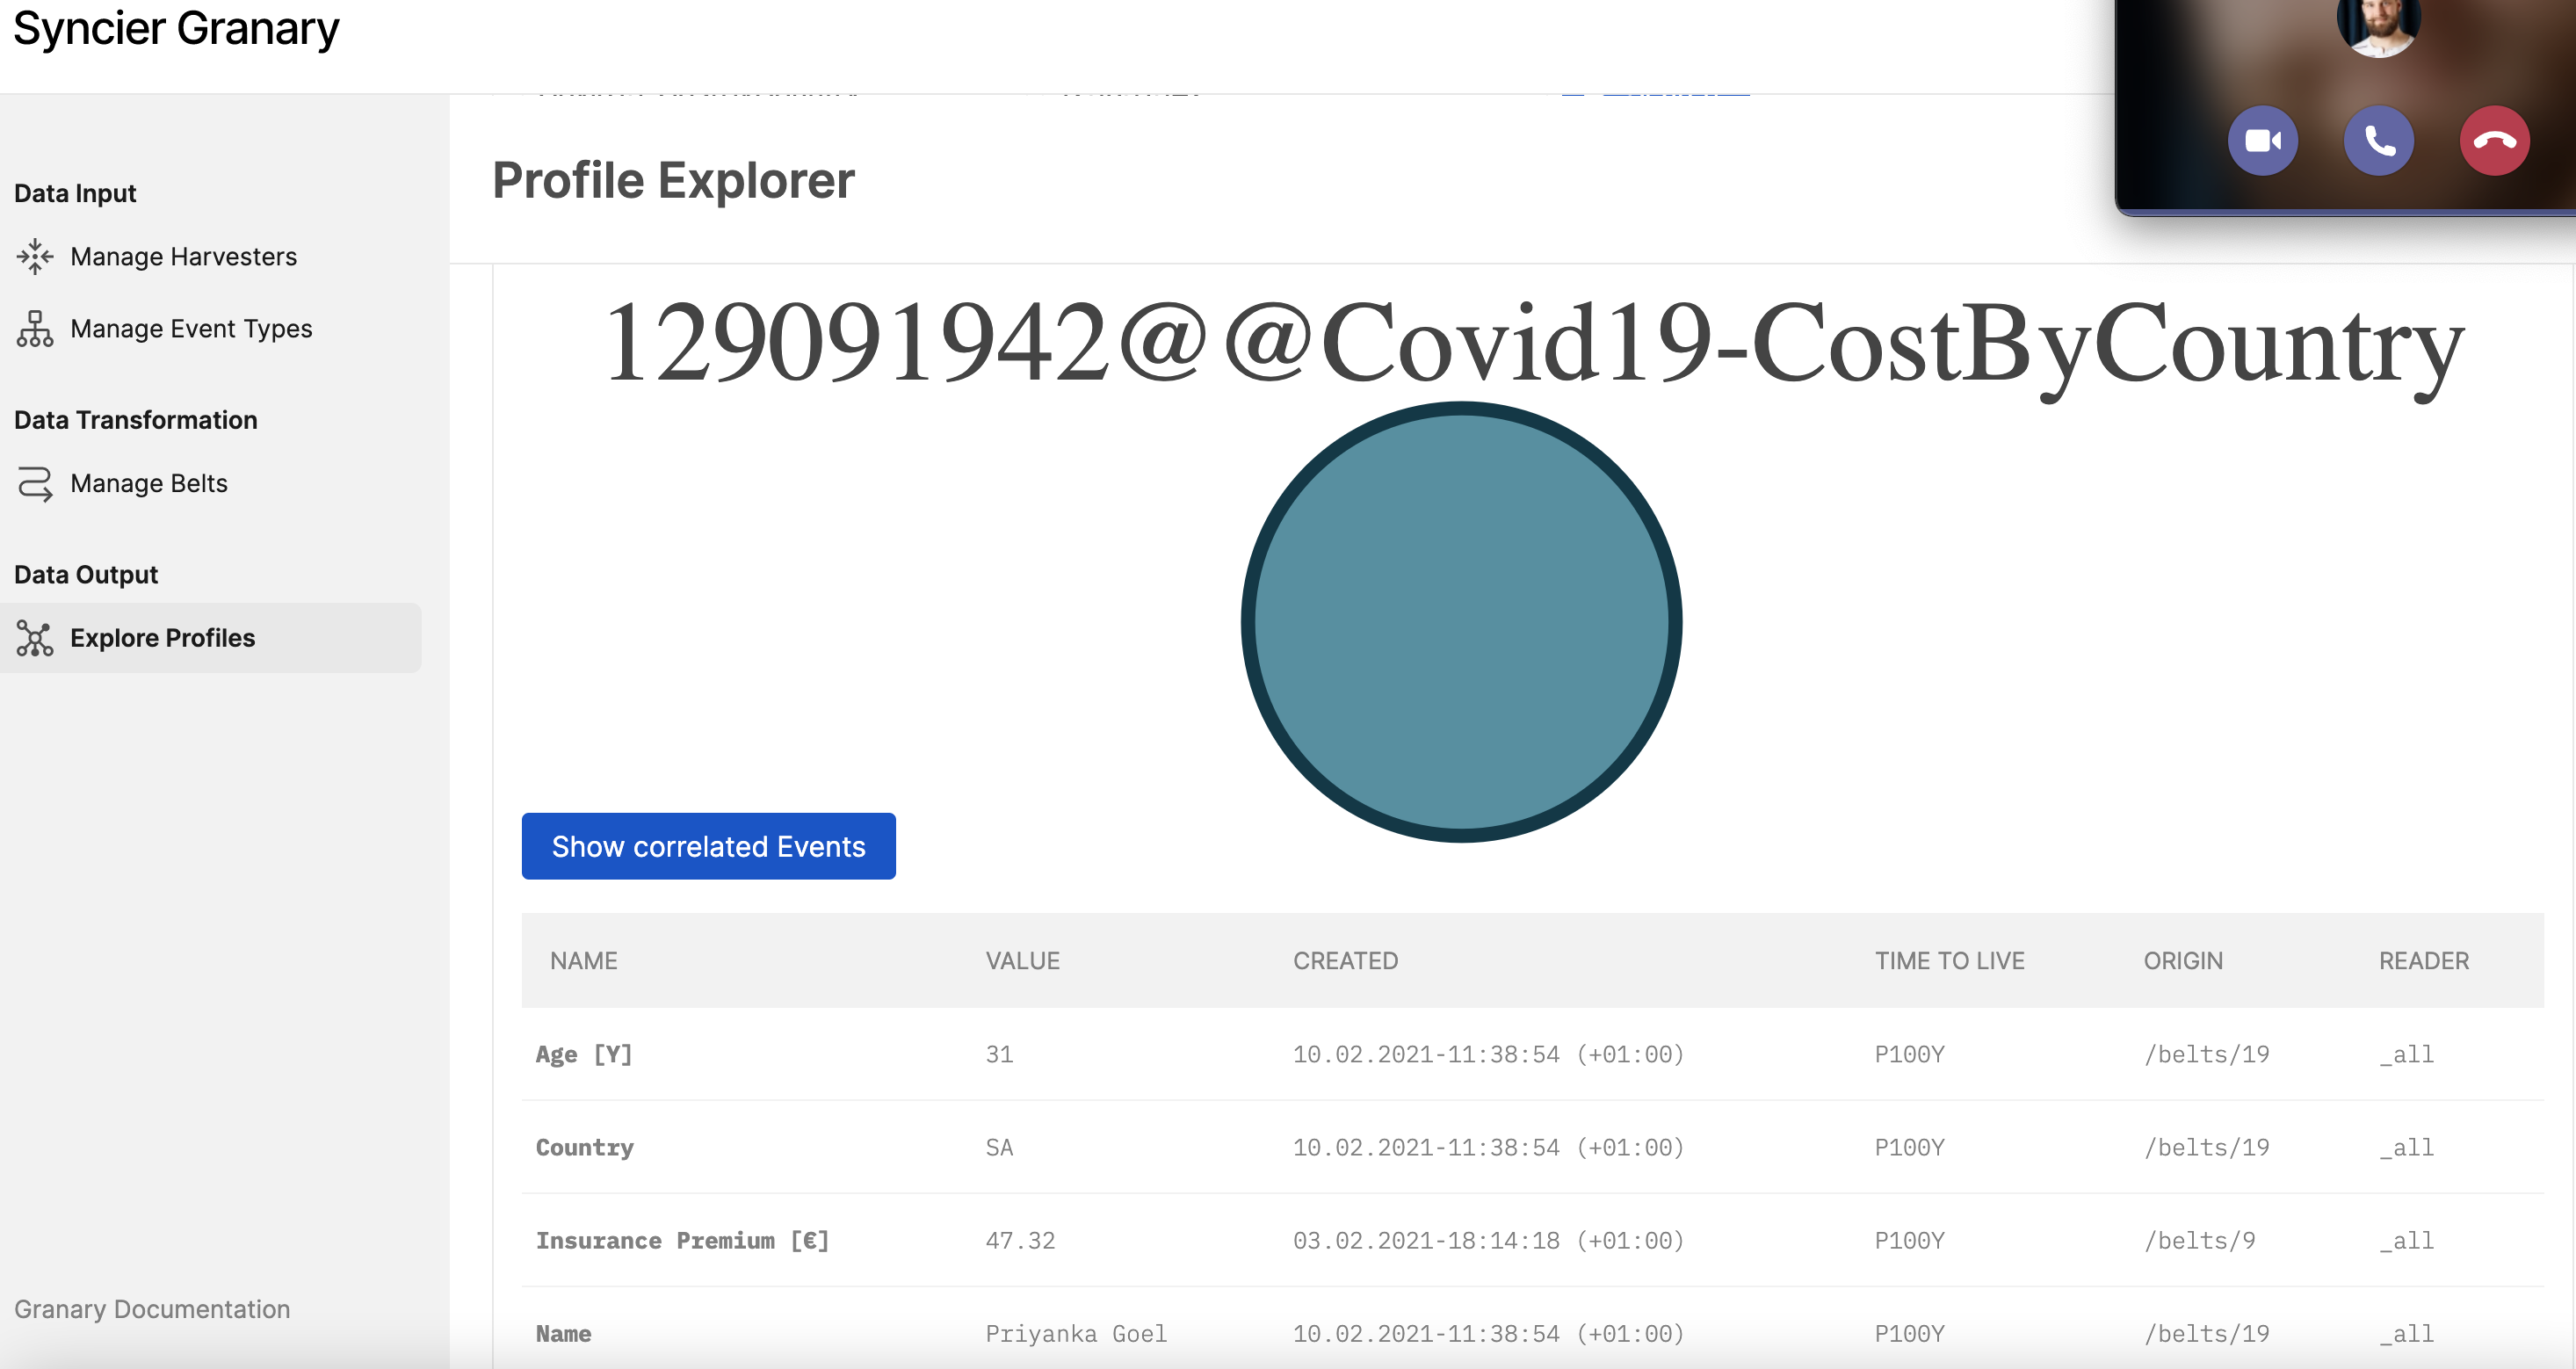 Syncier Granary
Data Input
Manage Harvesters
Manage Event Types
Data Transformation
Manage Belts
Data Output
Explore Profiles
Granary Documentation
Profile Explorer
129091942@@Covid19-CostByCountry
Show correlated Events
NAME VALUE CREATED TIME TO LIVE ORIGIN READER
Age [Y] 31 10.02.2021-11:38:54 (+01:00) P100Y /belts/19 _all
Country SA 10.02.2021-11:38:54 (+01:00) P100Y /belts/19 _all
Insurance Premium [€] 47.32 03.02.2021-18:14:18 (+01:00) P100Y /belts/9 _all
Name Priyanka Goel 10.02.2021-11:38:54 (+01:00) P100Y /belts/19 _all